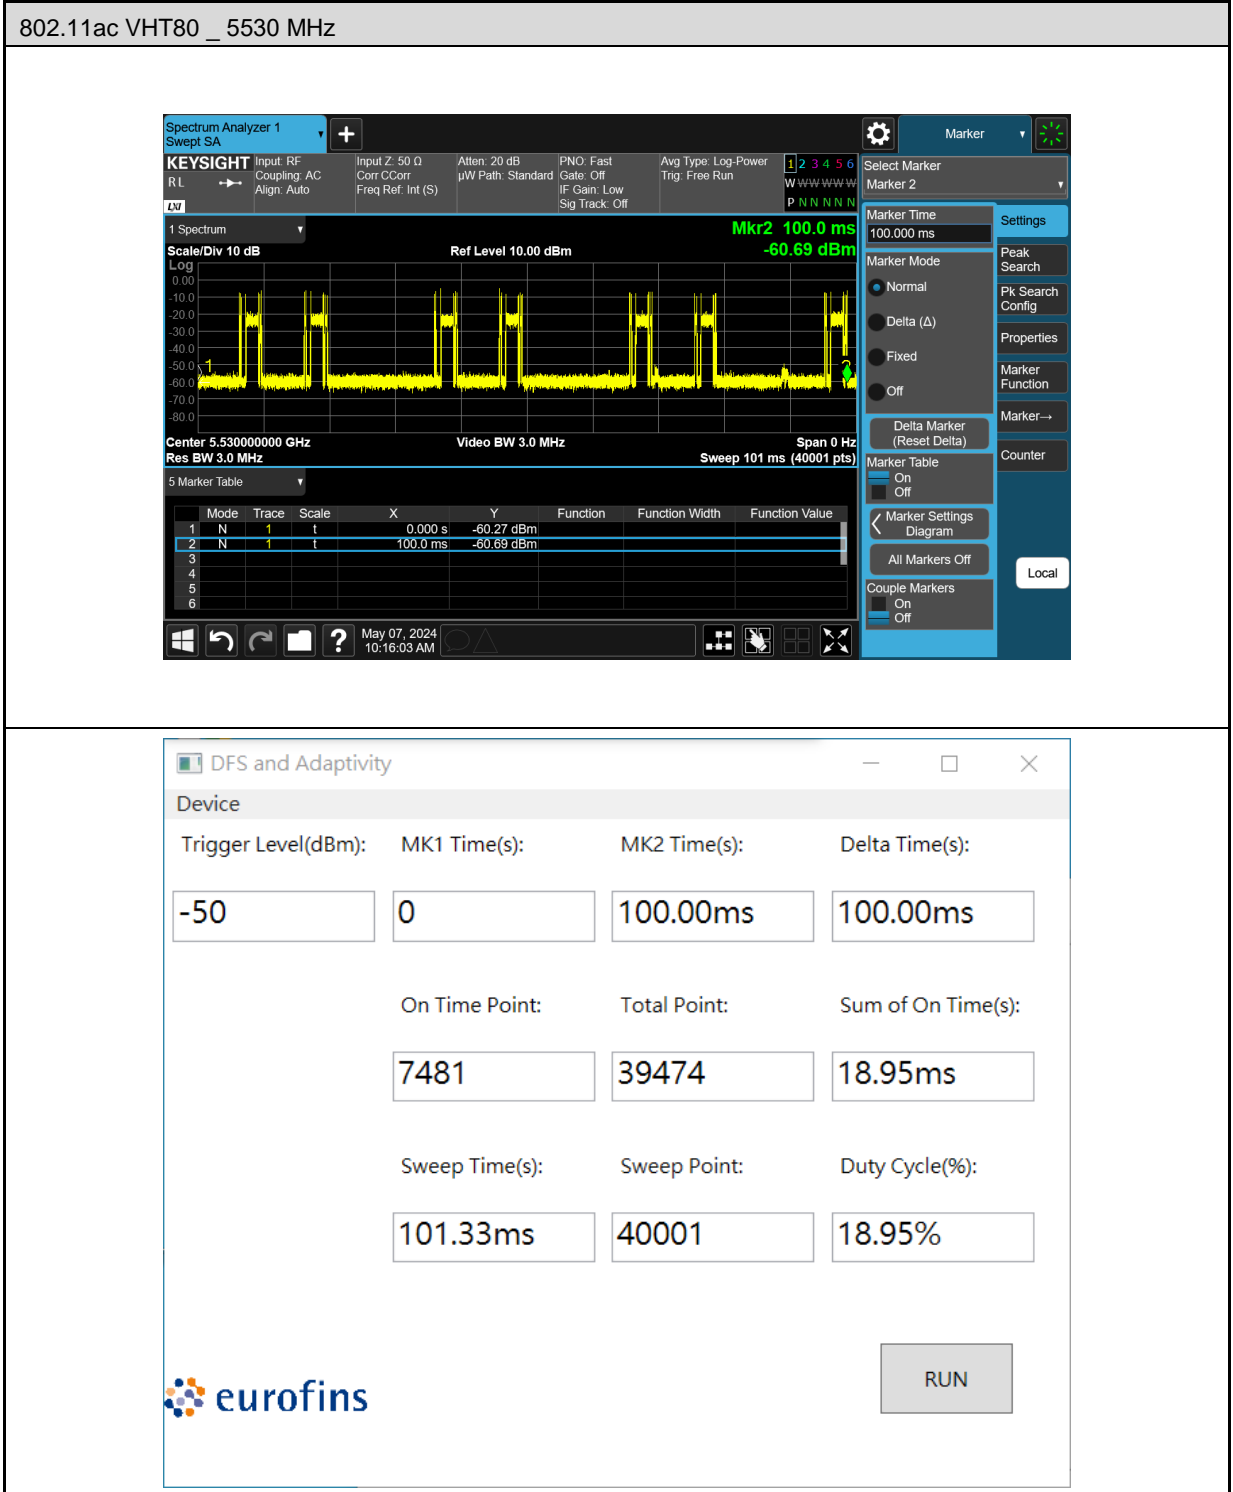 802.11ac VHT80 _ 5530 MHz
Spectrum Analyzer 1
Swept SA
Marker
KEYSIGHT
R L
LXI
Input: RF
Coupling: AC
Align: Auto
Input Z: 50 Ω
Corr CCorr
Freq Ref: Int (S)
Atten: 20 dB
µW Path: Standard
PNO: Fast
Gate: Off
IF Gain: Low
Sig Track: Off
Avg Type: Log-Power
Trig: Free Run
1 2 3 4 5 6
W W W W W W
P N N N N N
Select Marker
Marker 2
1 Spectrum
Mkr2 100.0 ms
Scale/Div 10 dB
Ref Level 10.00 dBm
-60.69 dBm
Log
0.00
-10.0
-20.0
-30.0
-40.0
-50.0
-60.0
-70.0
-80.0
1
2
Center 5.530000000 GHz
Video BW 3.0 MHz
Span 0 Hz
Res BW 3.0 MHz
Sweep 101 ms (40001 pts)
5 Marker Table
Mode Trace Scale X Y Function Function Width Function Value
1 N 1 t 0.000 s -60.27 dBm
2 N 1 t 100.0 ms -60.69 dBm
3
4
5
6
May 07, 2024
10:16:03 AM
Marker Time
100.000 ms
Marker Mode
Normal
Delta (Δ)
Fixed
Off
Delta Marker
(Reset Delta)
Marker Table
On
Off
Marker Settings
Diagram
All Markers Off
Couple Markers
On
Off
Settings
Peak
Search
Pk Search
Config
Properties
Marker
Function
Marker→
Counter
Local
DFS and Adaptivity
Device
Trigger Level(dBm): MK1 Time(s): MK2 Time(s): Delta Time(s):
-50 0 100.00ms 100.00ms
On Time Point: Total Point: Sum of On Time(s):
7481 39474 18.95ms
Sweep Time(s): Sweep Point: Duty Cycle(%):
101.33ms 40001 18.95%
RUN
eurofins